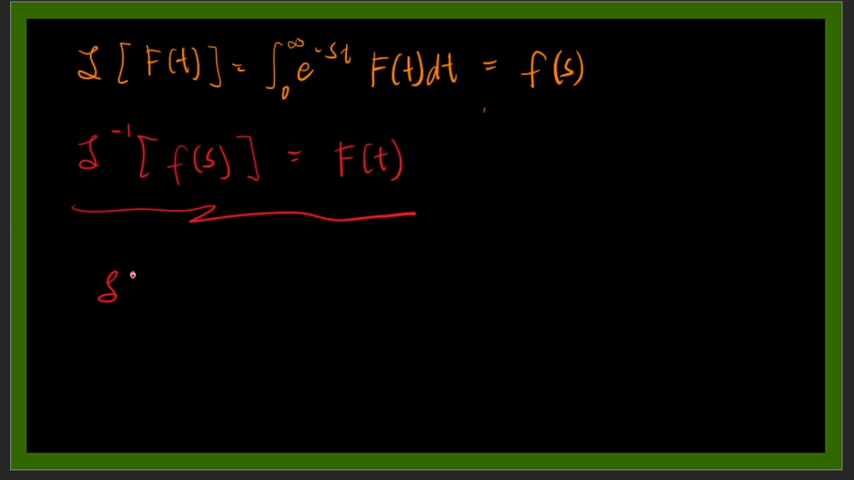 ℒ[F(t)] = ∫₀^∞ e^{-st} F(t)dt = f(s)
ℒ⁻¹[f(s)] = F(t)
ℒ